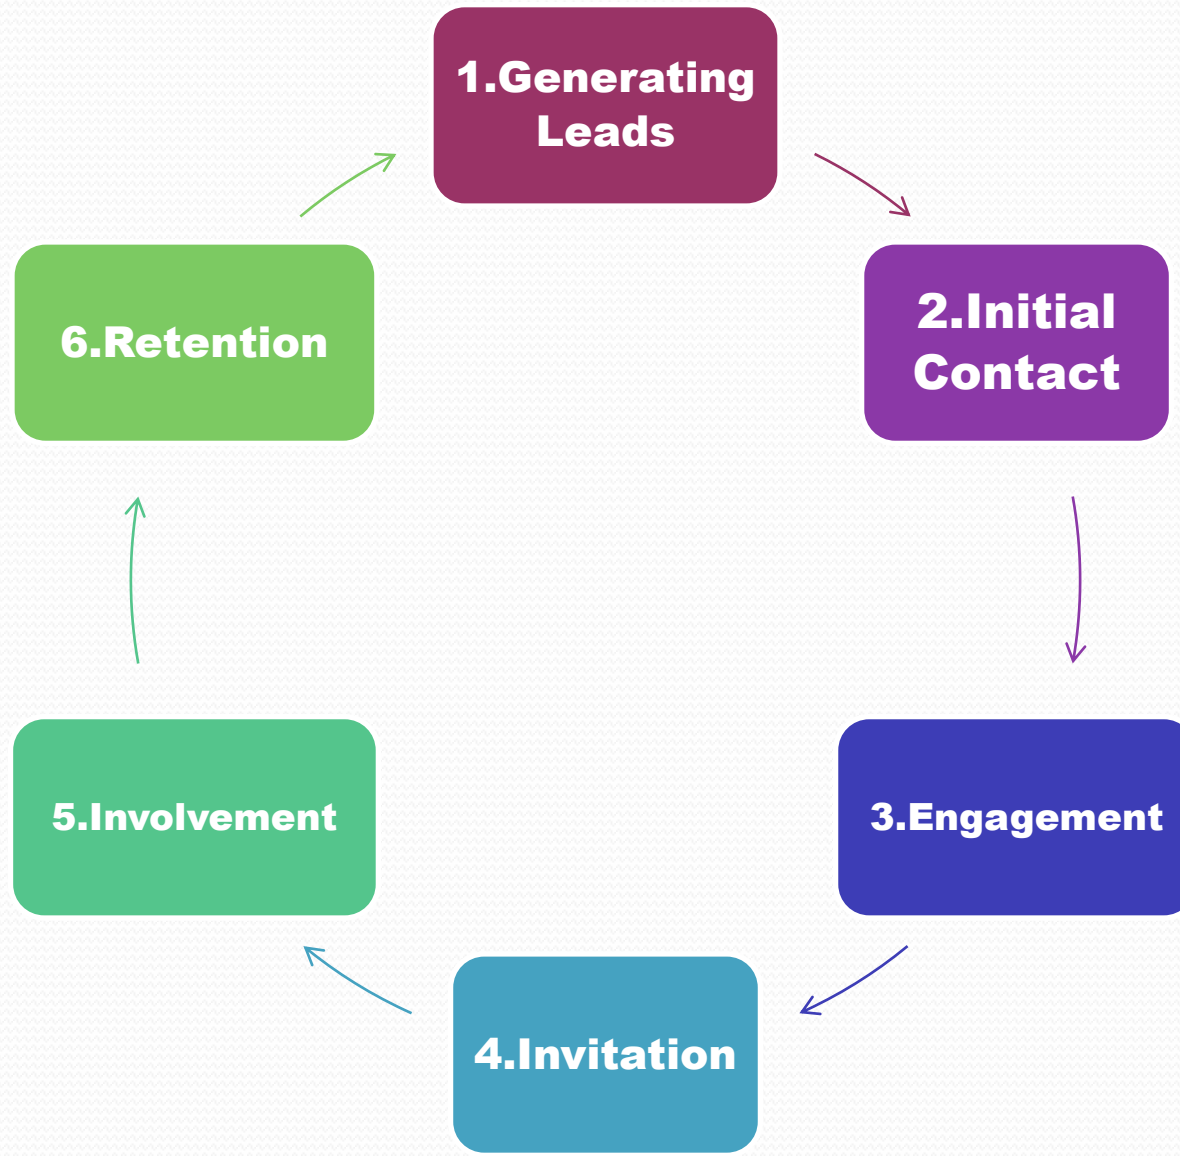 1.Generating
Leads
2.Initial
Contact
3.Engagement
4.Invitation
5.Involvement
6.Retention